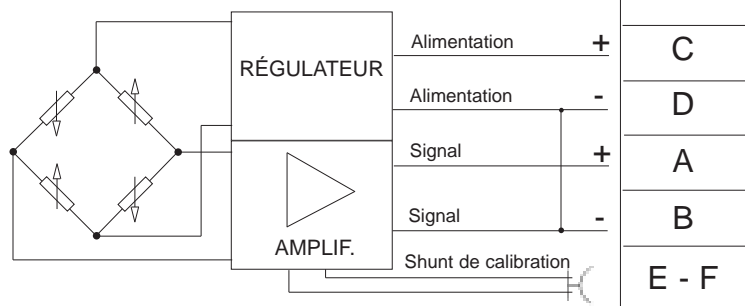 RÉGULATEUR
AMPLIF.
Alimentation + C
Alimentation - D
Signal + A
Signal - B
Shunt de calibration E - F